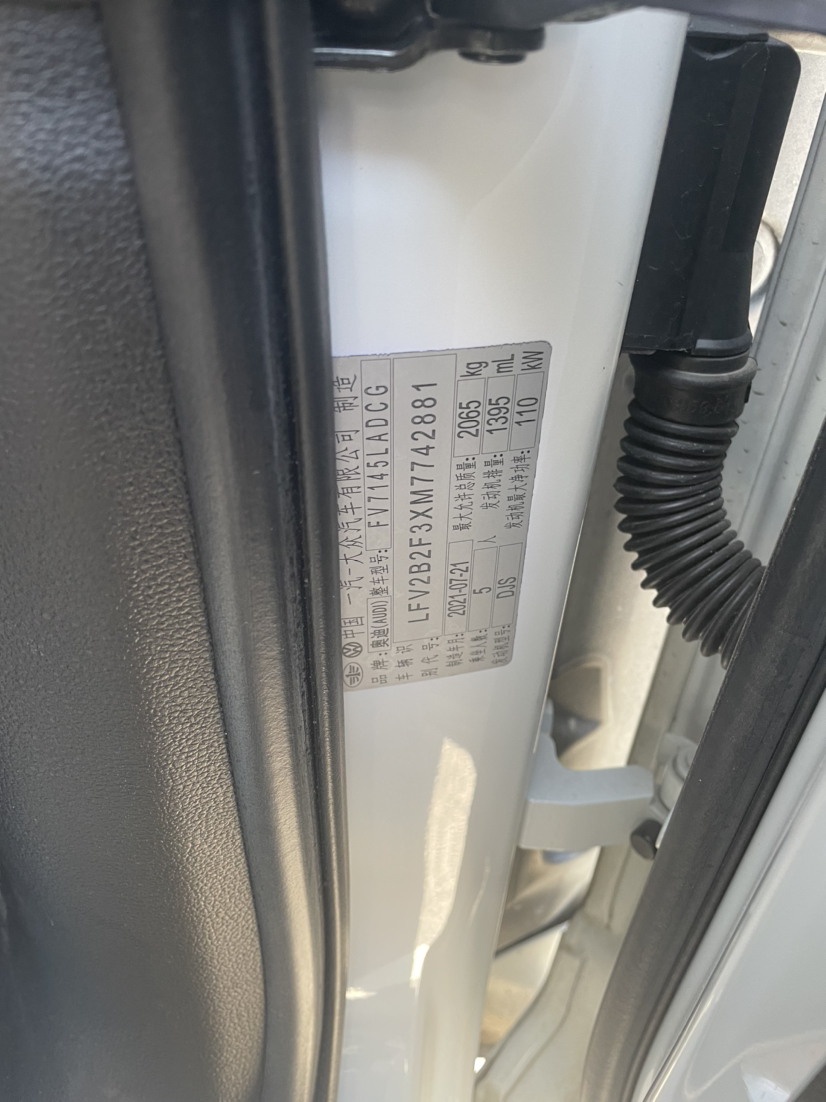 中国 一汽-大众汽车有限公司 制造
品牌: 奥迪(AUDI) 整车型号: FV7145LADCG
车辆识别代号: LFV2B2F3XM7742881
制造年月: 2021-07-21 最大允许总质量: 2065 kg
乘坐人数: 5 人 发动机排量: 1395 mL
发动机型号: DJS 发动机最大净功率: 110 kW